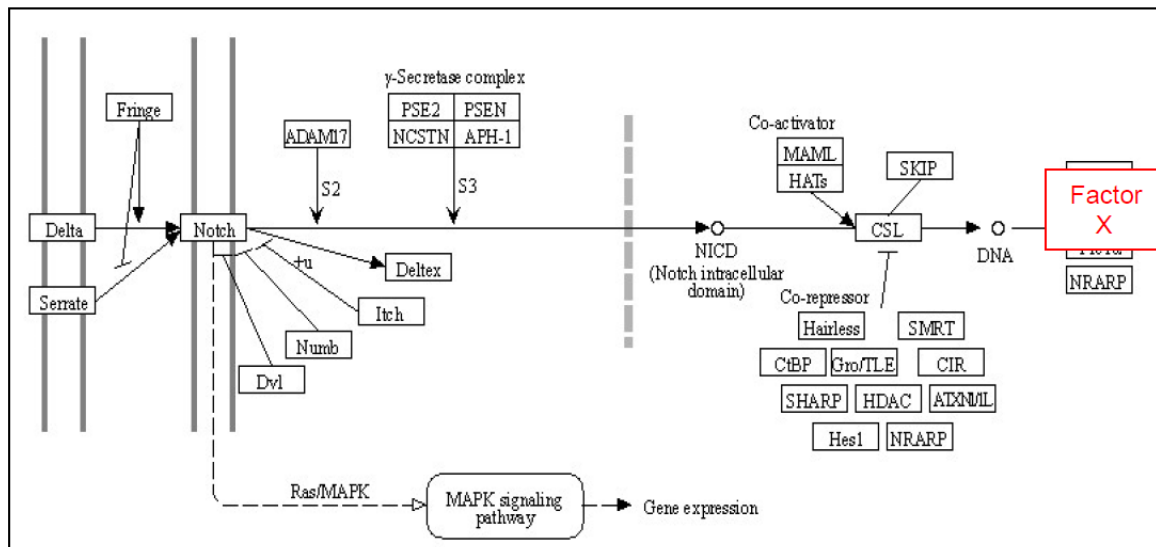 γ-Secretase complex
Fringe
PSE2
PSEN
ADAM17
NCSTN
APH-1
Co-activator
MAML
HATs
SKIP
S2
S3
Factor
X
Delta
Notch
CSL
NICD
(Notch intracellular
domain)
DNA
+u
Deltex
NRARP
Serrate
Itch
Co-repressor
Hairless
SMRT
Numb
CtBP
Gro/TLE
CIR
Dvl
SHARP
HDAC
ATXN1L
Hes1
NRARP
Ras/MAPK
MAPK signaling
pathway
Gene expression